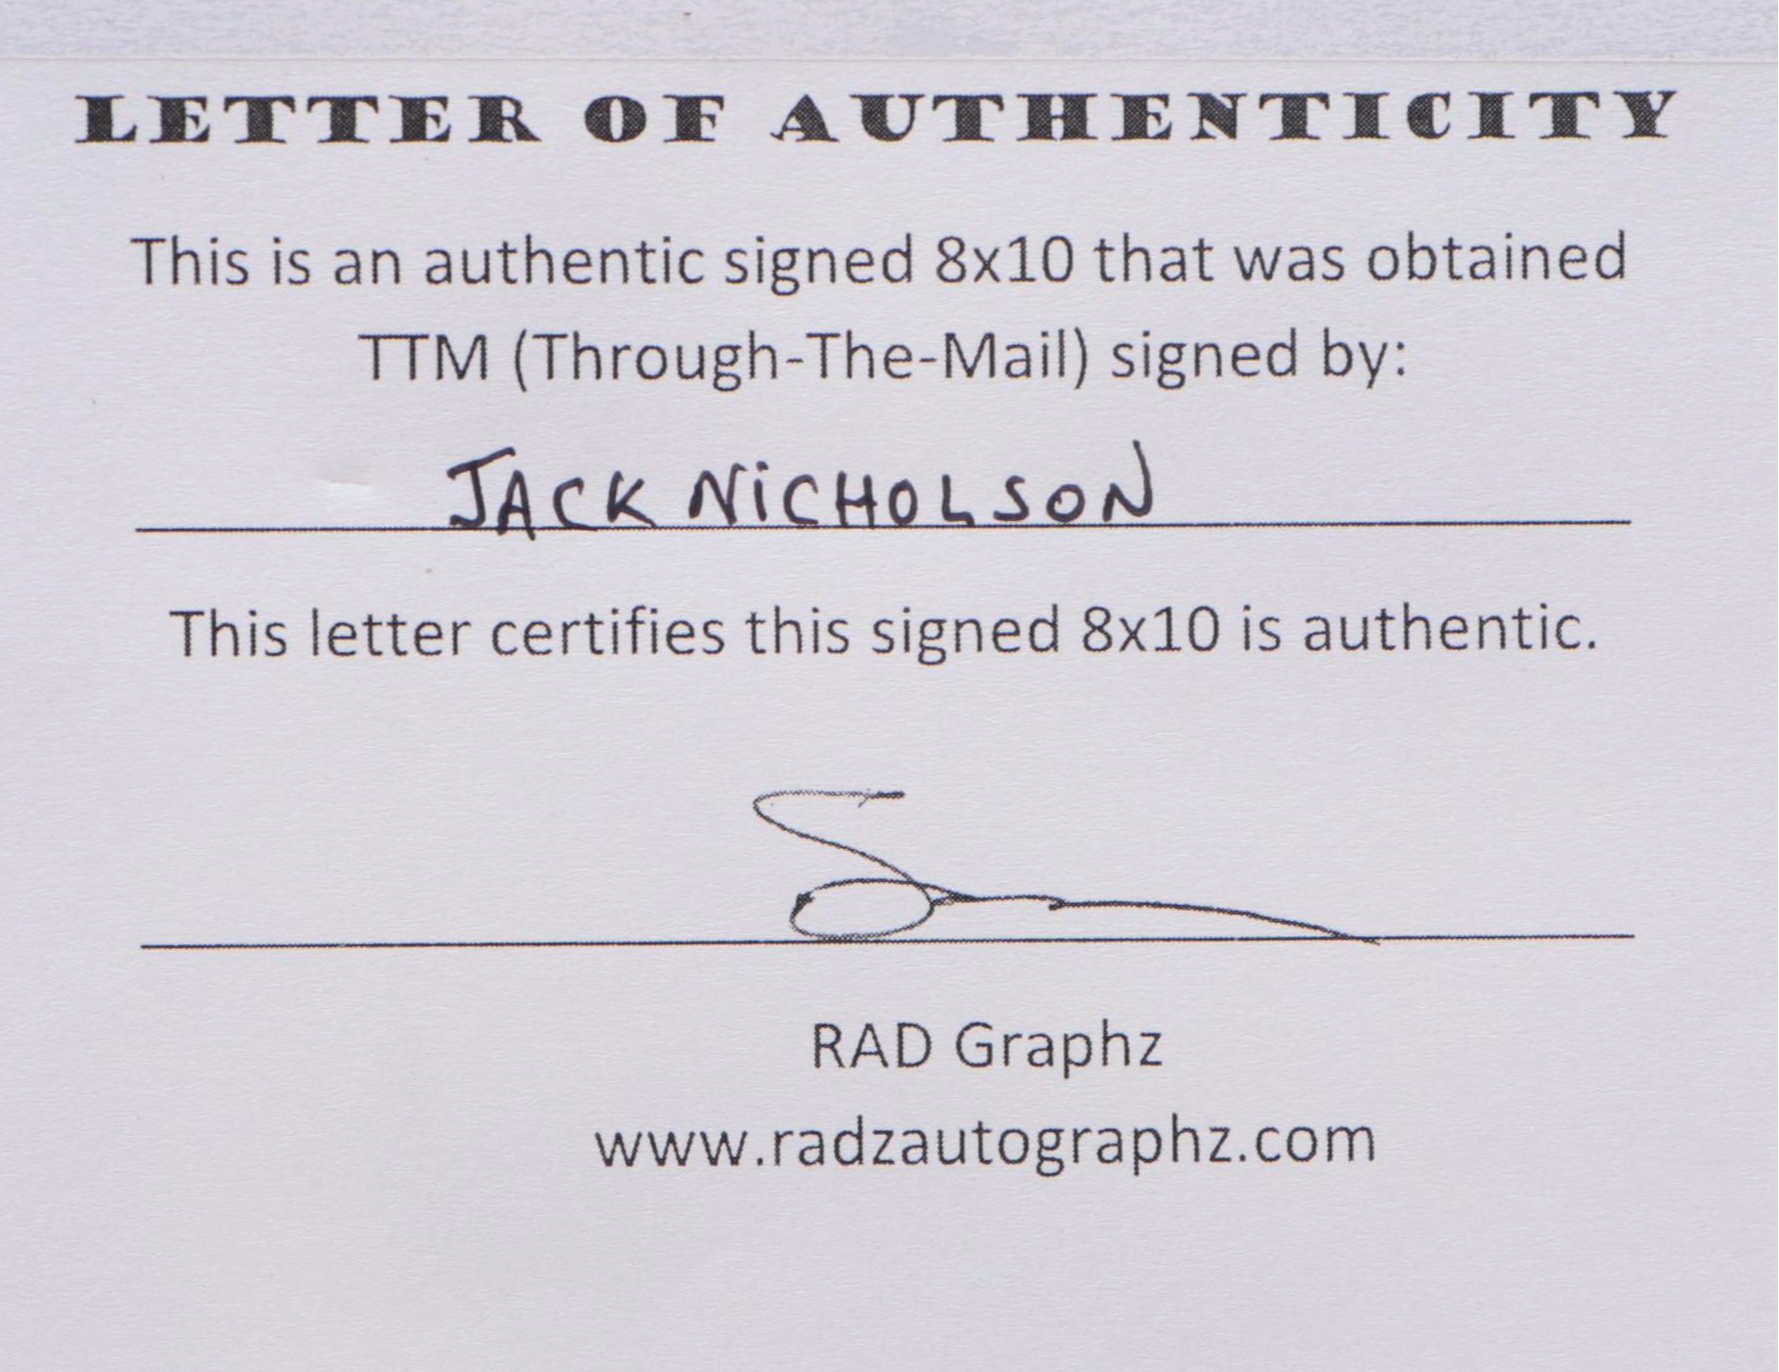 LETTER OF AUTHENTICITY
This is an authentic signed 8x10 that was obtained
TTM (Through-The-Mail) signed by:
JACK NiCHOLSON
This letter certifies this signed 8x10 is authentic.
RAD Graphz
www.radzautographz.com